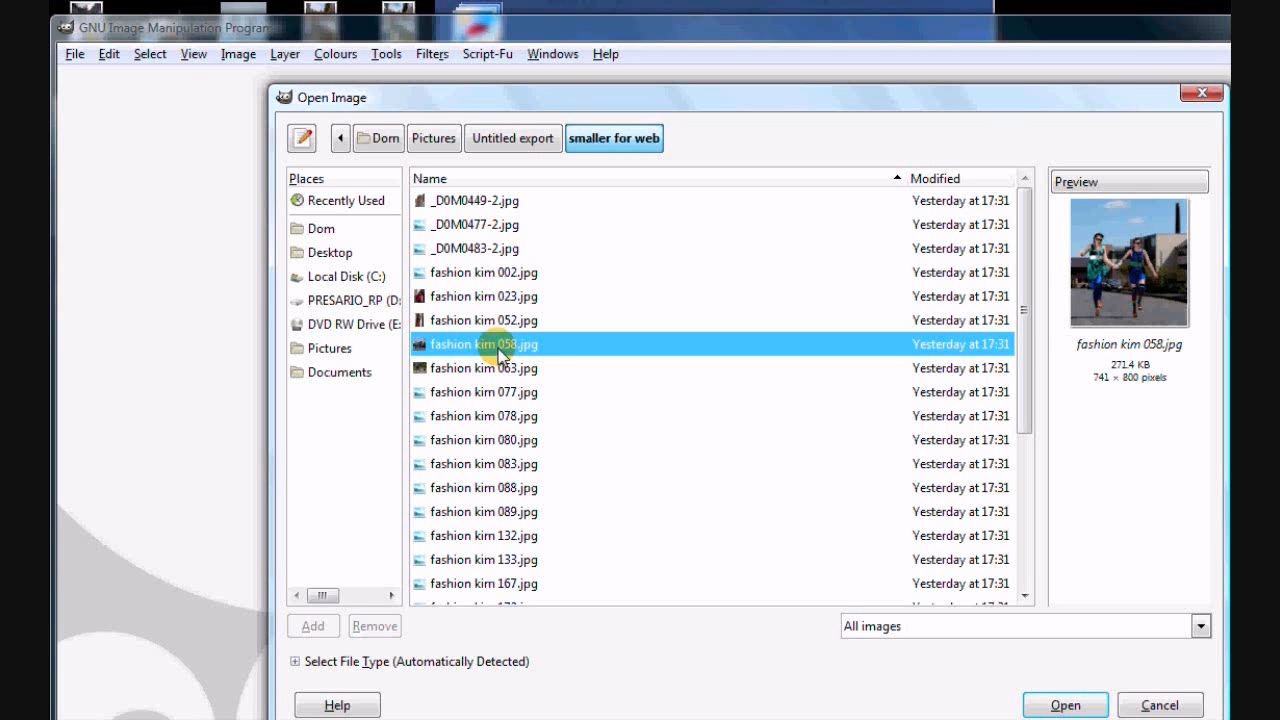 GNU Image Manipulation Program
File Edit Select View Image Layer Colours Tools Filters Script-Fu Windows Help
Open Image
Dom Pictures Untitled export smaller for web
Places
Recently Used
Dom
Desktop
Local Disk (C:)
PRESARIO_RP (D:
DVD RW Drive (E:
Pictures
Documents
Name Modified
_D0M0449-2.jpg Yesterday at 17:31
_D0M0477-2.jpg Yesterday at 17:31
_D0M0483-2.jpg Yesterday at 17:31
fashion kim 002.jpg Yesterday at 17:31
fashion kim 023.jpg Yesterday at 17:31
fashion kim 052.jpg Yesterday at 17:31
fashion kim 058.jpg Yesterday at 17:31
fashion kim 063.jpg Yesterday at 17:31
fashion kim 077.jpg Yesterday at 17:31
fashion kim 078.jpg Yesterday at 17:31
fashion kim 080.jpg Yesterday at 17:31
fashion kim 083.jpg Yesterday at 17:31
fashion kim 088.jpg Yesterday at 17:31
fashion kim 089.jpg Yesterday at 17:31
fashion kim 132.jpg Yesterday at 17:31
fashion kim 133.jpg Yesterday at 17:31
fashion kim 167.jpg Yesterday at 17:31
Preview
fashion kim 058.jpg
271.4 KB
741 × 800 pixels
Add Remove
All images
Select File Type (Automatically Detected)
Help Open Cancel